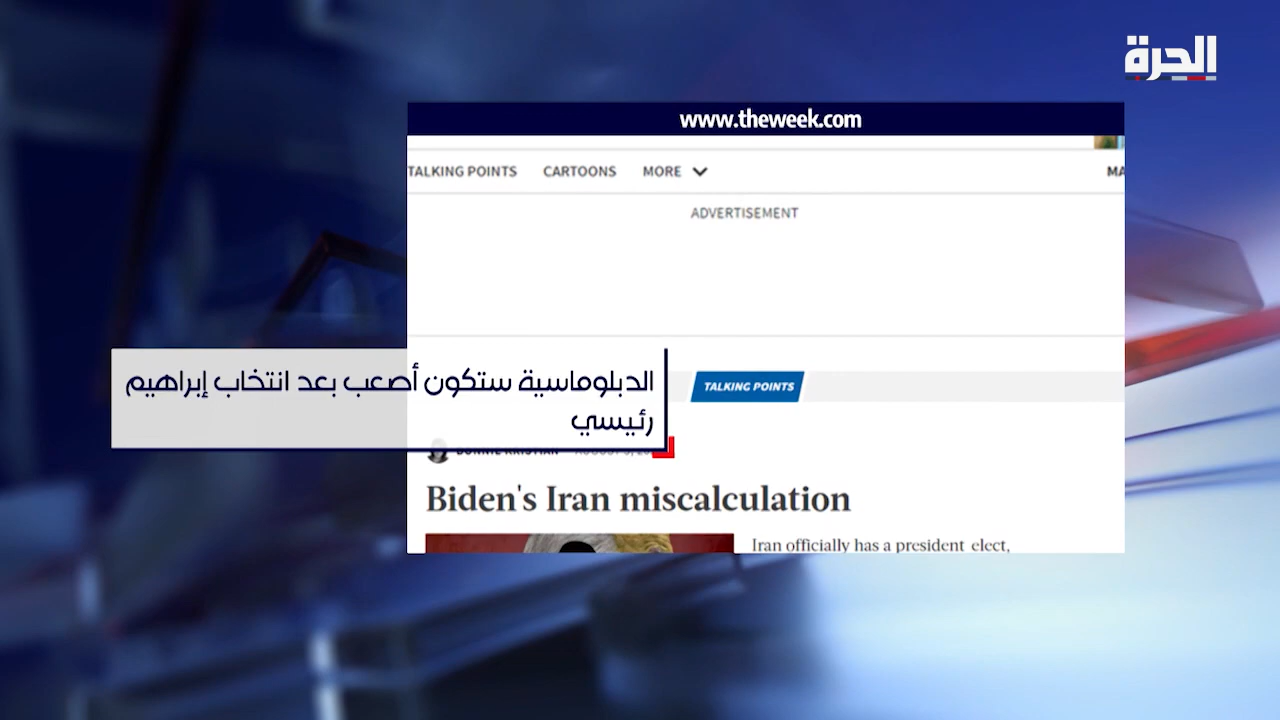 الحرة
www.theweek.com
TALKING POINTS CARTOONS MORE MA
ADVERTISEMENT
TALKING POINTS
الدبلوماسية ستكون أصعب بعد انتخاب إبراهيم
رئيسي
Biden's Iran miscalculation
Iran officially has a president elect,